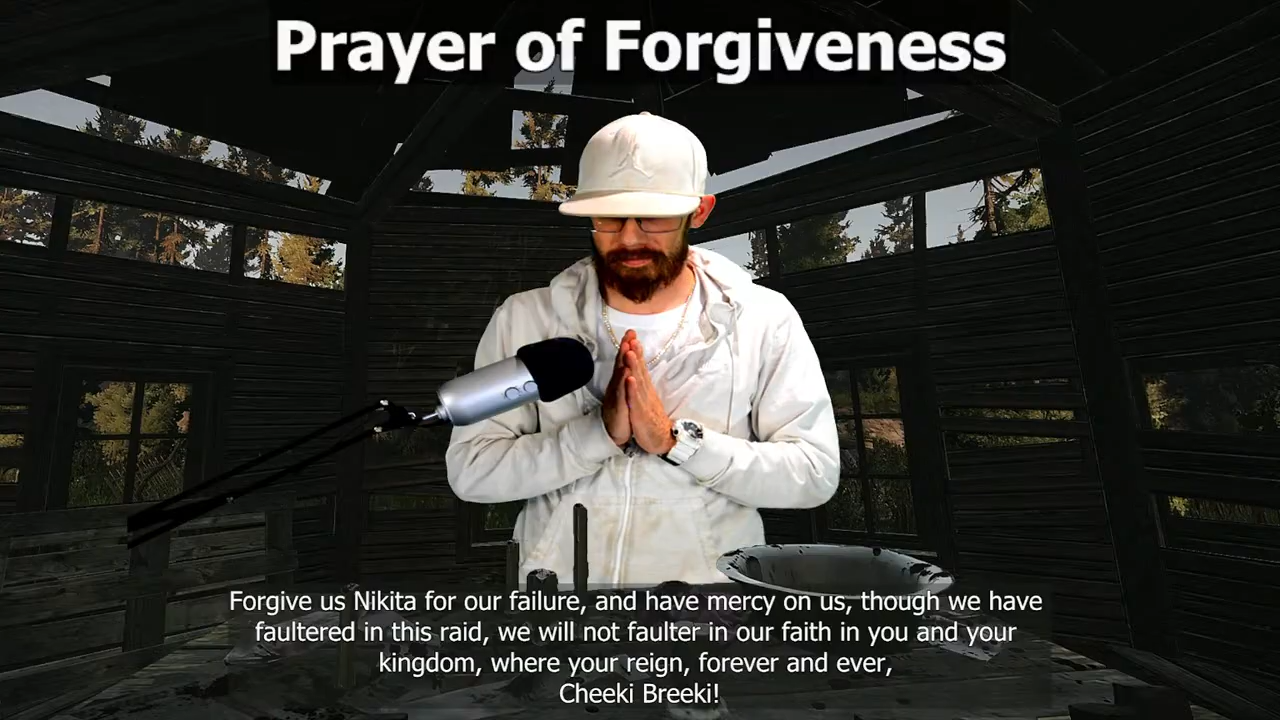 Prayer of Forgiveness
Forgive us Nikita for our failure, and have mercy on us, though we have
faultered in this raid, we will not faulter in our faith in you and your
kingdom, where your reign, forever and ever,
Cheeki Breeki!